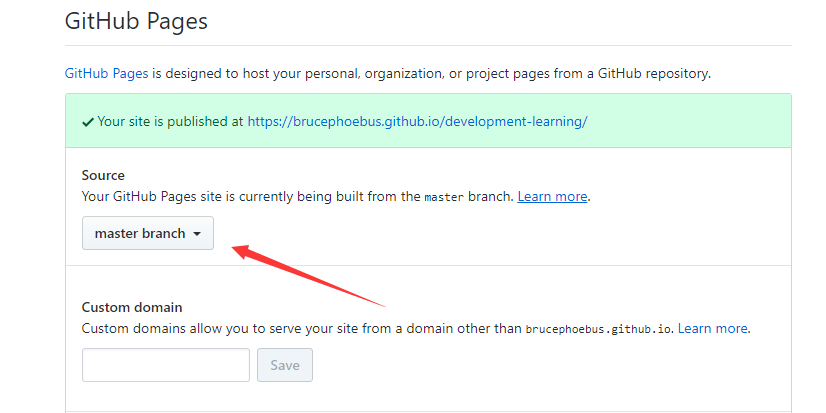 GitHub Pages
GitHub Pages is designed to host your personal, organization, or project pages from a GitHub repository.
Your site is published at https://brucephoebus.github.io/development-learning/
Source
Your GitHub Pages site is currently being built from the master branch. Learn more.
master branch
Custom domain
Custom domains allow you to serve your site from a domain other than brucephoebus.github.io. Learn more.
Save